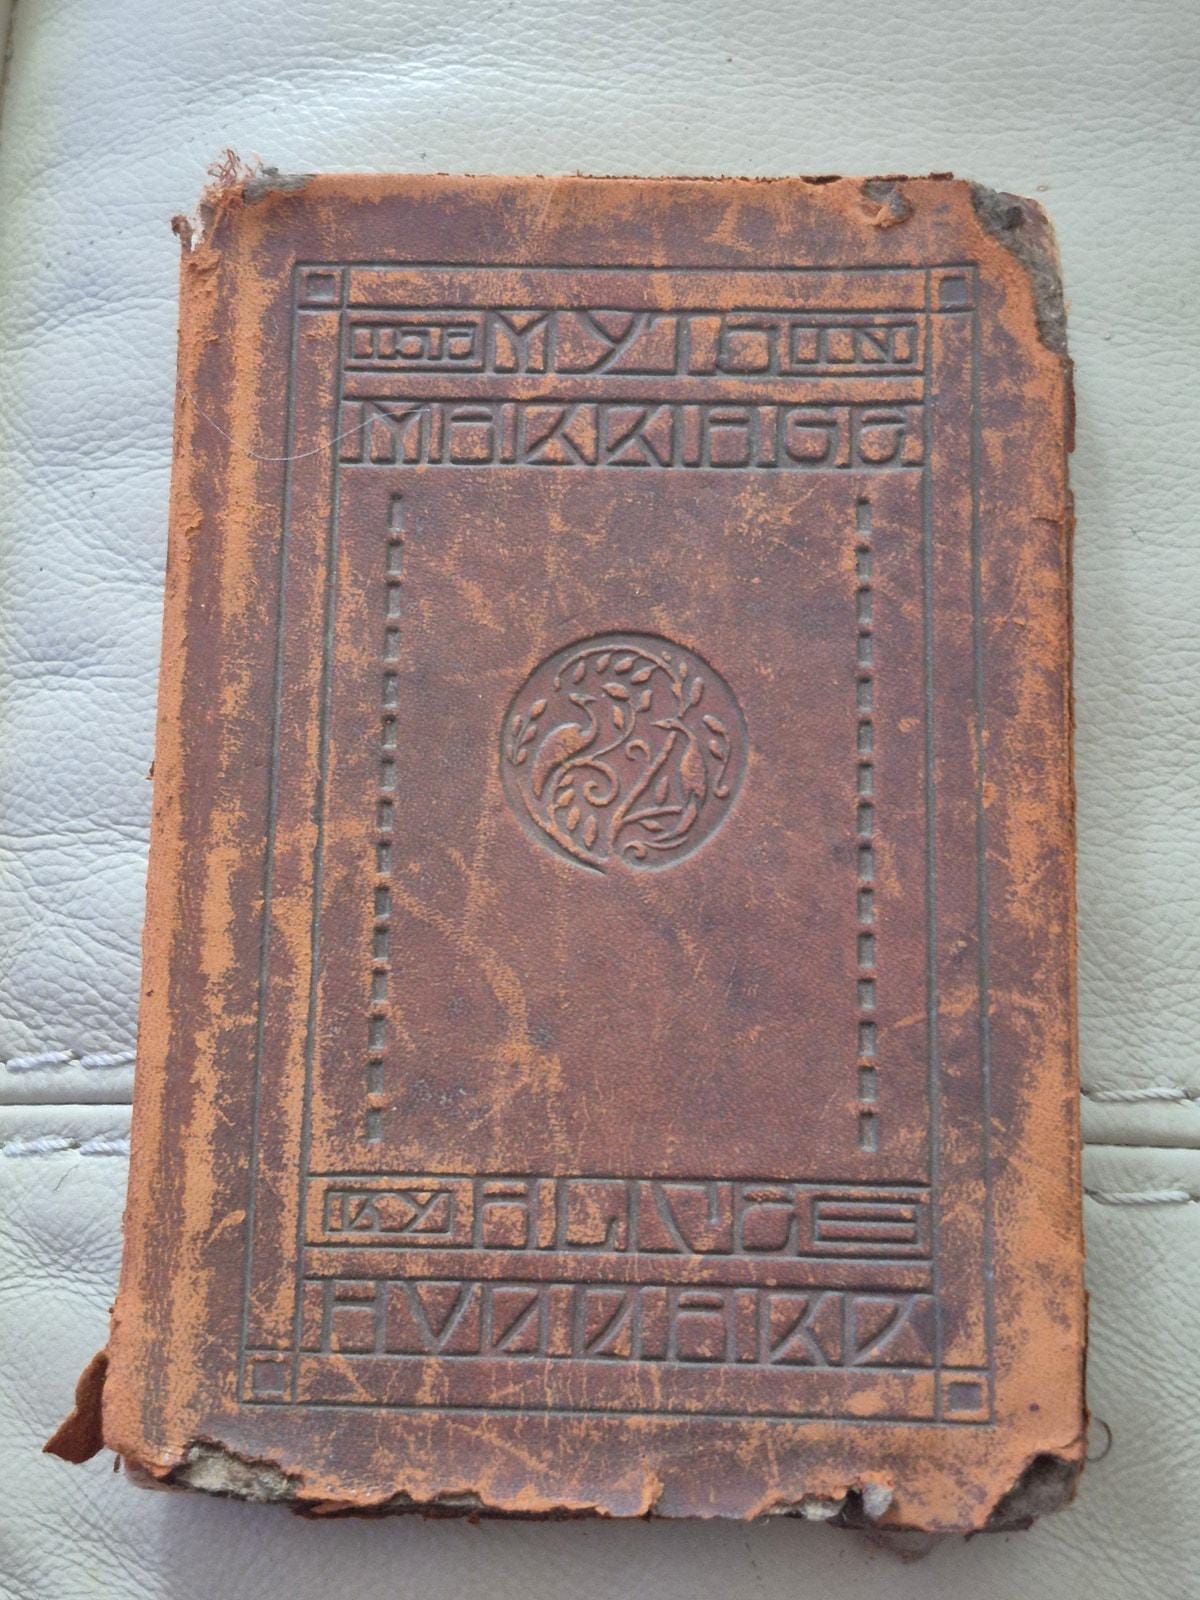 THE MYTH IN
MARRIAGE
BY ALICE
HUBBARD